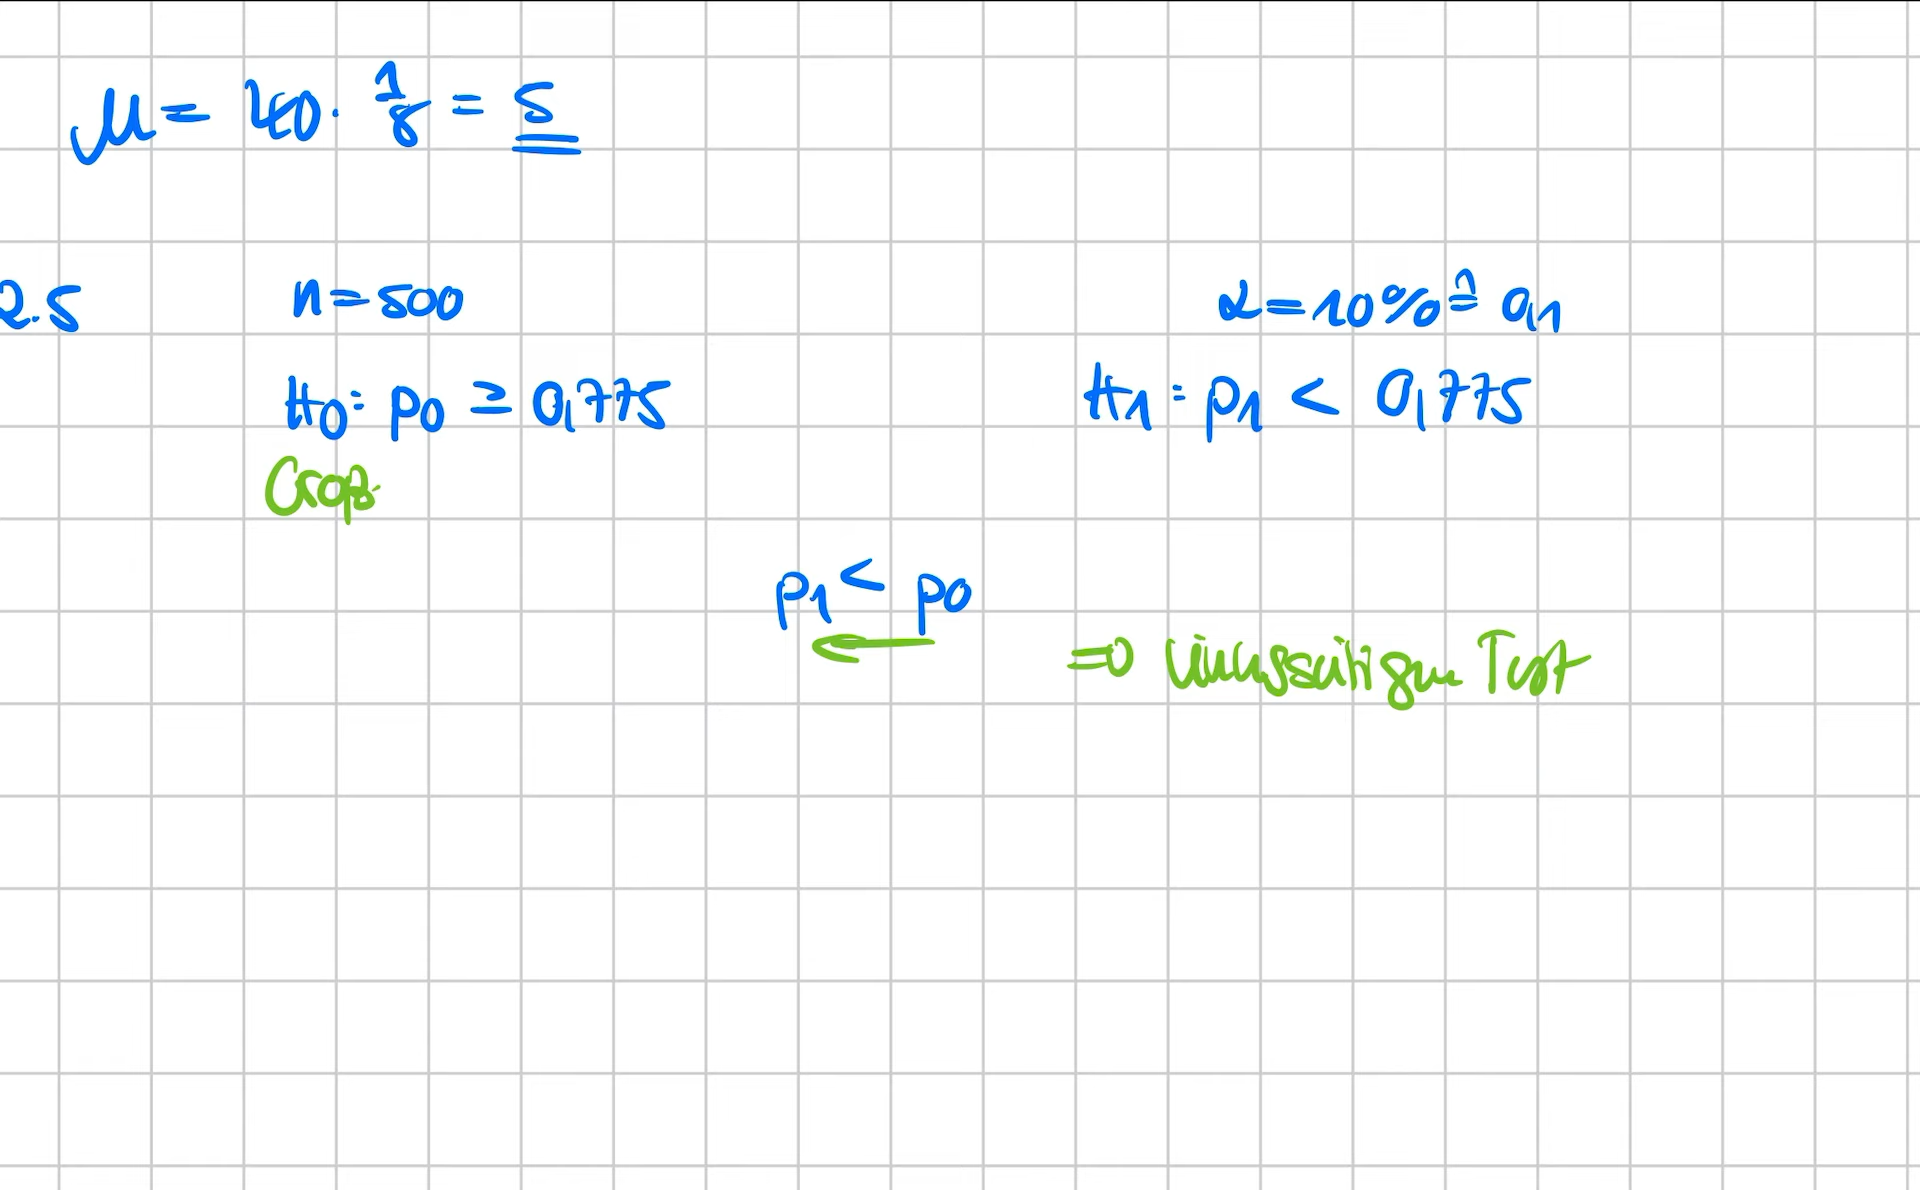 μ = 40 · 1/8 = 5
2.5 n = 500 α = 10% ≙ 0,1
H0: p0 ≥ 0,775 H1: p1 < 0,775
p1 < p0
⇒ linksseitigen Test